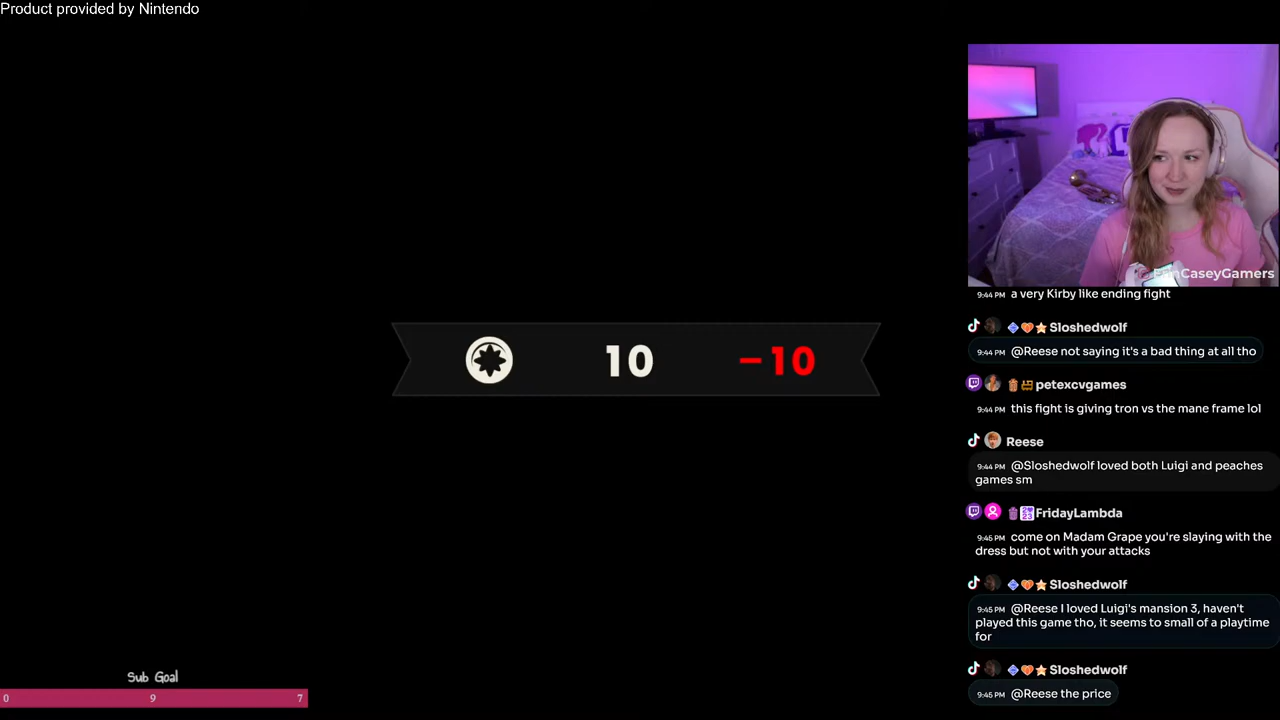 Product provided by Nintendo
10 -10
CaseyGamers
9:44 PM a very Kirby like ending fight
Sloshedwolf
9:44 PM @Reese not saying it's a bad thing at all tho
petexcvgames
9:44 PM this fight is giving tron vs the mane frame lol
Reese
9:44 PM @Sloshedwolf loved both Luigi and peaches
games sm
FridayLambda
9:45 PM come on Madam Grape you're slaying with the
dress but not with your attacks
Sloshedwolf
9:45 PM @Reese I loved Luigi's mansion 3, haven't
played this game tho, it seems to small of a playtime
for
Sloshedwolf
9:45 PM @Reese the price
Sub Goal
0 9 7